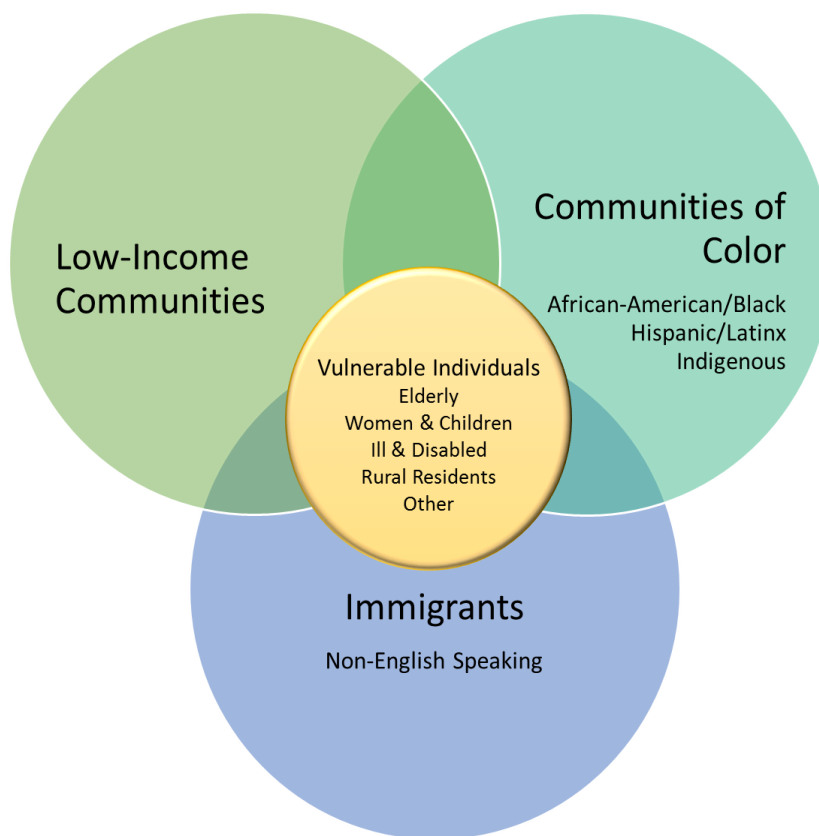 Low-Income
Communities
Communities of
Color
African-American/Black
Hispanic/Latinx
Indigenous
Vulnerable Individuals
Elderly
Women & Children
Ill & Disabled
Rural Residents
Other
Immigrants
Non-English Speaking